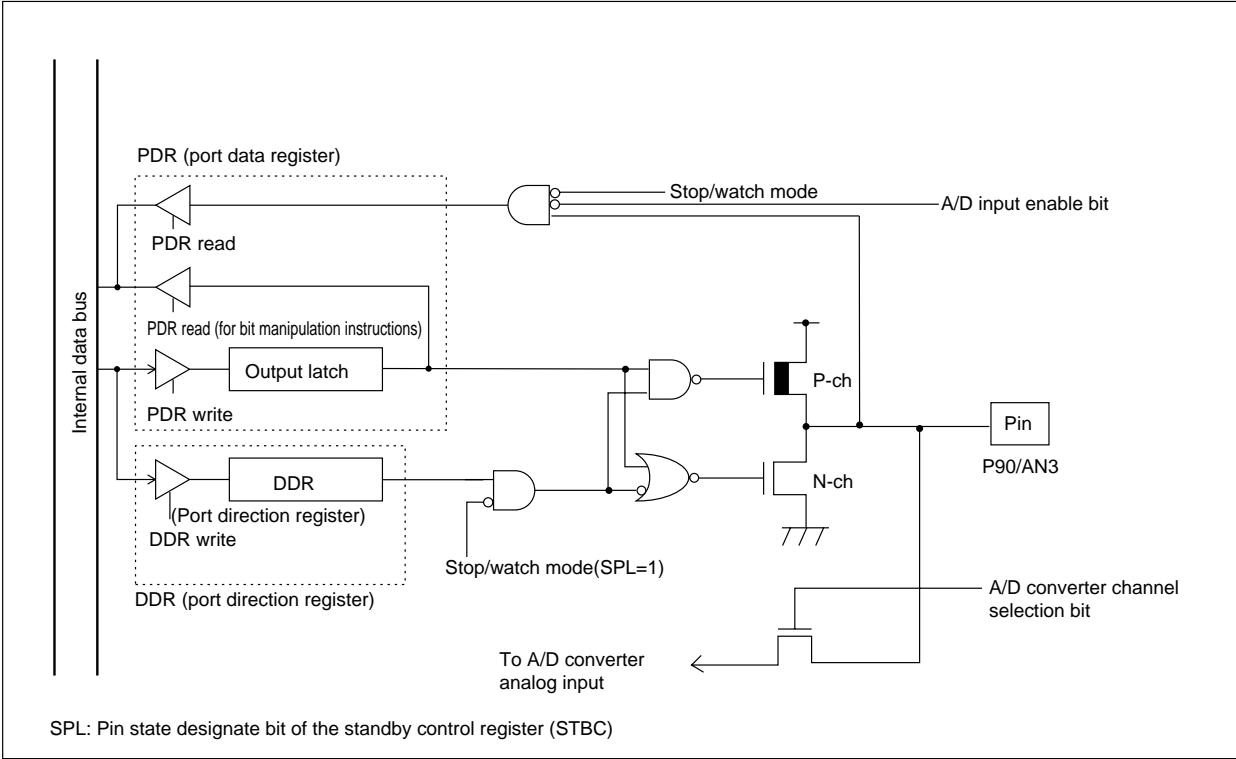 PDR (port data register)
Stop/watch mode
A/D input enable bit
PDR read
Internal data bus
PDR read (for bit manipulation instructions)
Output latch
P-ch
PDR write
Pin
P90/AN3
DDR
N-ch
(Port direction register)
DDR write
Stop/watch mode(SPL=1)
DDR (port direction register)
A/D converter channel
selection bit
To A/D converter
analog input
SPL: Pin state designate bit of the standby control register (STBC)